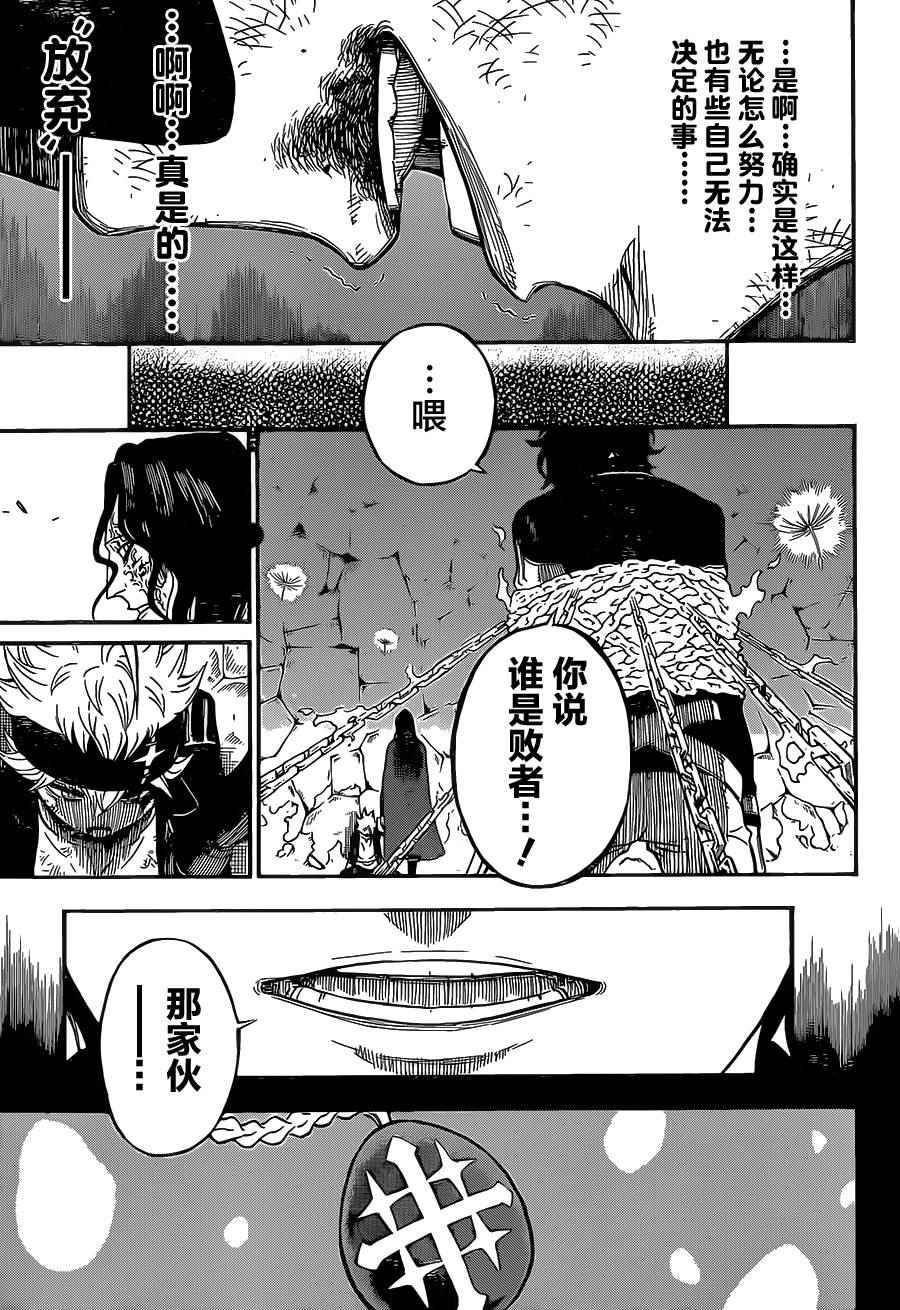 …是啊…确实是这样…
无论怎么努力…
也有些自己无法
决定的事……
…啊啊…真是的……
“放弃”——
…喂
你说
谁是败者…！
那家伙
——…